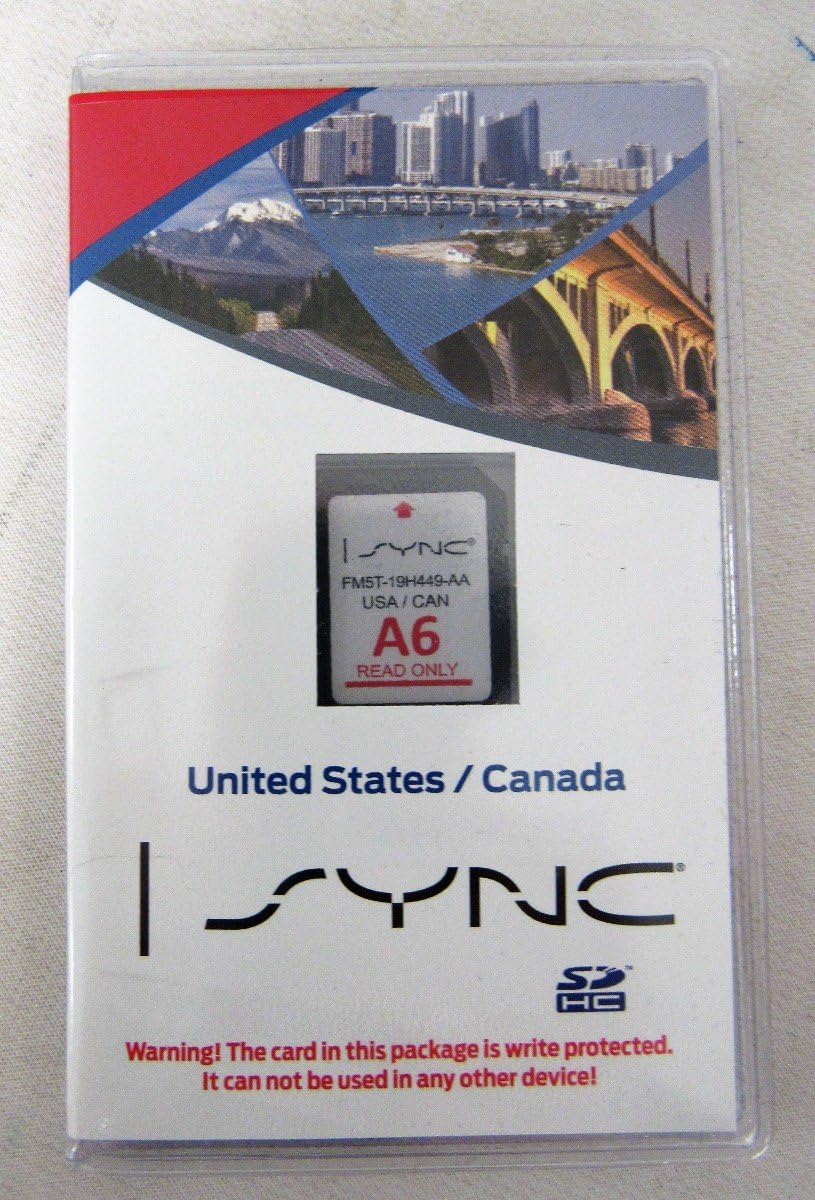 SYNC®
FM5T-19H449-AA
USA / CAN
A6
READ ONLY
United States / Canada
SYNC®
SD™
HC
Warning! The card in this package is write protected.
It can not be used in any other device!